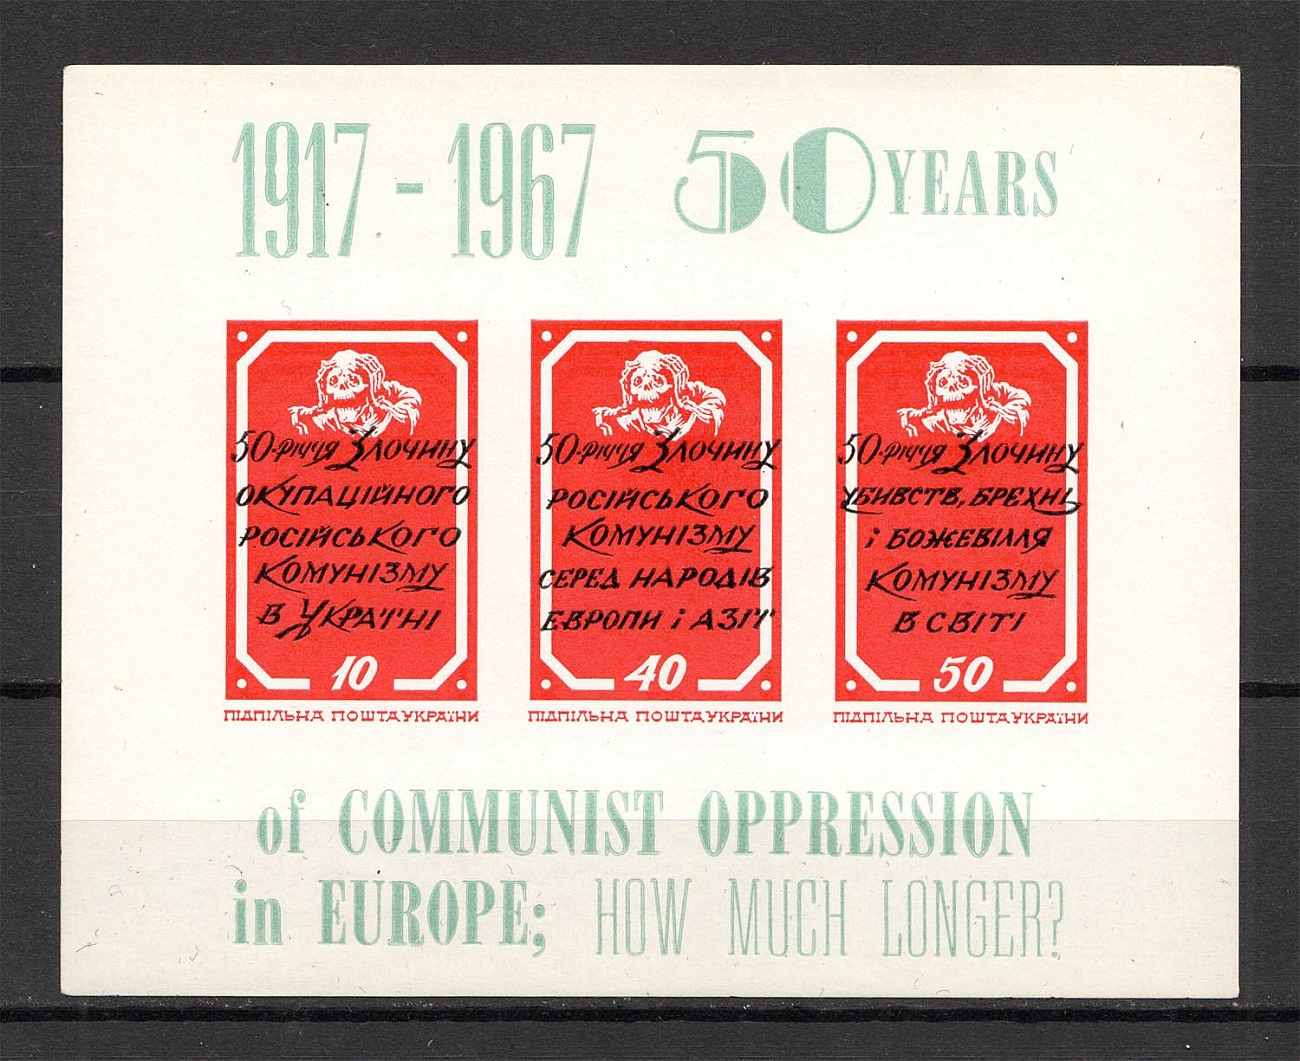 1917 - 1967 50 YEARS
50-річчя Злочину
ОКУПАЦІЙНОГО
РОСІЙСЬКОГО
КОМУНІЗМУ
В УКРАЇНІ
10
ПІДПІЛЬНА ПОШТА УКРАЇНИ
50-річчя Злочину
РОСІЙСЬКОГО
КОМУНІЗМУ
СЕРЕД НАРОДІВ
ЕВРОПИ і АЗІЇ
40
ПІДПІЛЬНА ПОШТА УКРАЇНИ
50-річчя Злочину
УБИВСТВ, БРЕХНІ
і БОЖЕВІЛЛЯ
КОМУНІЗМУ
В СВІТІ
50
ПІДПІЛЬНА ПОШТА УКРАЇНИ
of COMMUNIST OPPRESSION
in EUROPE; HOW MUCH LONGER?